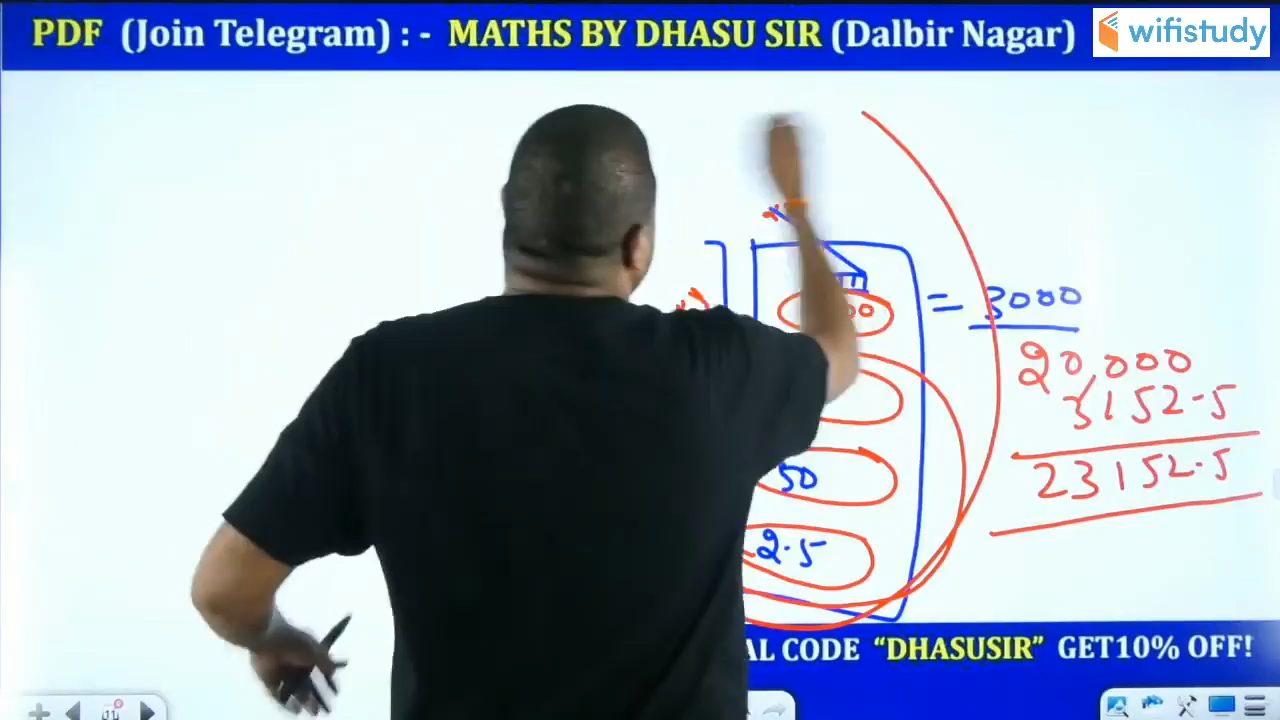 PDF (Join Telegram) :- MATHS BY DHASU SIR (Dalbir Nagar)
wifistudy
= 3000
20,000
3152.5
23152.5
50
2.5
CODE “DHASUSIR” GET10% OFF!